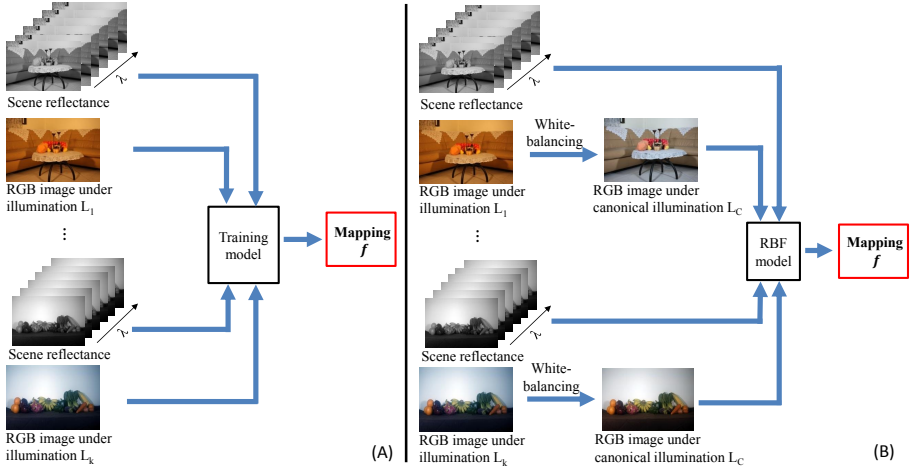 λ
Scene reflectance
RGB image under
illumination L1
...
Training
model
Mapping
f
λ
Scene reflectance
RGB image under
illumination Lk
(A)
λ
Scene reflectance
White-
balancing
RGB image under
illumination L1
RGB image under
canonical illumination LC
...
RBF
model
Mapping
f
λ
Scene reflectance
White-
balancing
RGB image under
illumination Lk
RGB image under
canonical illumination LC
(B)